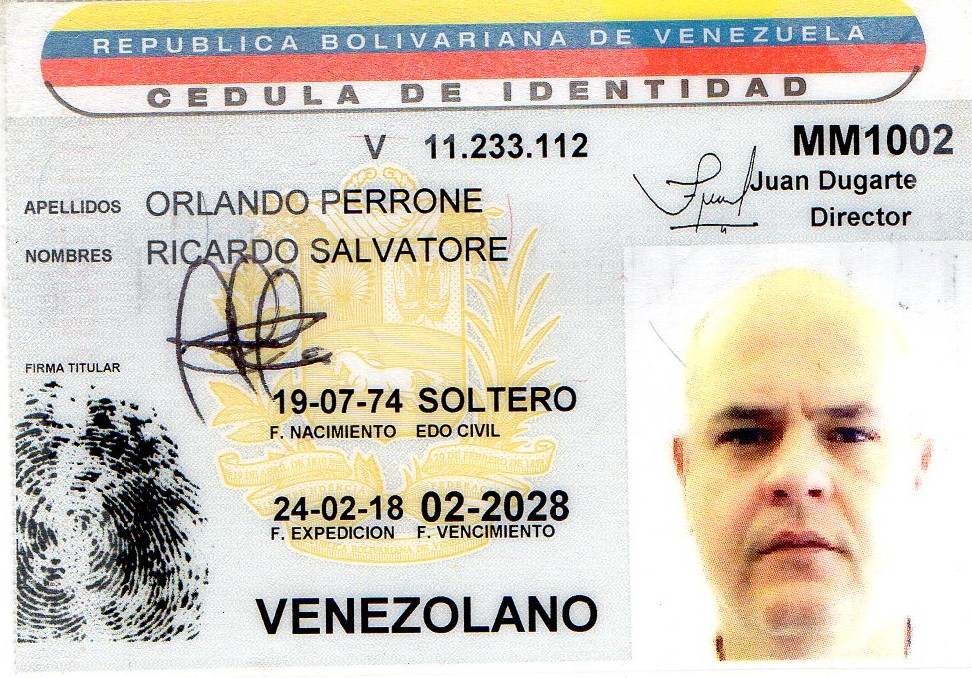 REPUBLICA BOLIVARIANA DE VENEZUELA
CEDULA DE IDENTIDAD
V 11.233.112
MM1002
APELLIDOS ORLANDO PERRONE
Juan Dugarte
Director
NOMBRES RICARDO SALVATORE
FIRMA TITULAR
19-07-74 SOLTERO
F. NACIMIENTO EDO CIVIL
24-02-18 02-2028
F. EXPEDICION F. VENCIMIENTO
VENEZOLANO